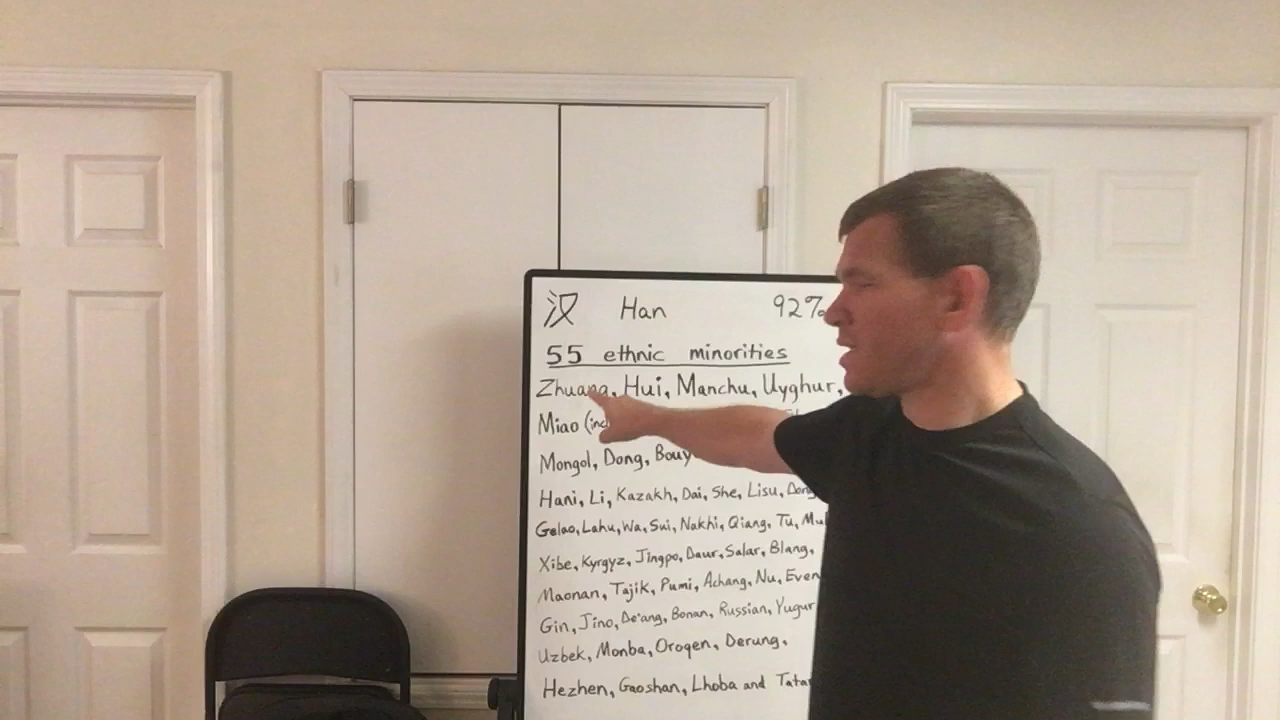 汉 Han 92%
55 ethnic minorities
Zhuang, Hui, Manchu, Uyghur,
Miao
Mongol, Dong,
Hani, Li, Kazakh, Dai, She, Lisu,
Gelao, Lahu, Wa, Sui, Nakhi, Qiang, Tu,
Xibe, Kyrgyz, Jingpo, Daur, Salar, Blang,
Maonan, Tajik, Pumi, Achang, Nu,
Gin, Jino, De'ang, Bonan, Russian, Yugur
Uzbek, Monba, Oroqen, Derung,
Hezhen, Gaoshan, Lhoba and